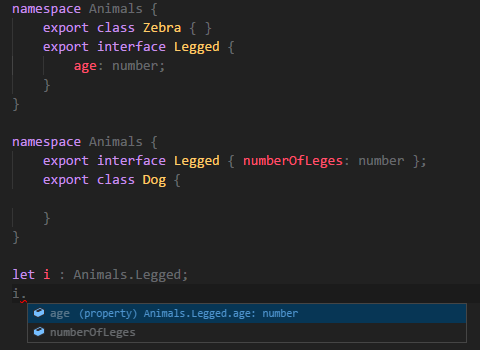 namespace Animals {
export class Zebra { }
export interface Legged {
age: number;
}
}
namespace Animals {
export interface Legged { numberOfLeges: number };
export class Dog {
}
}
let i : Animals.Legged;
i.
age (property) Animals.Legged.age: number
numberOfLeges